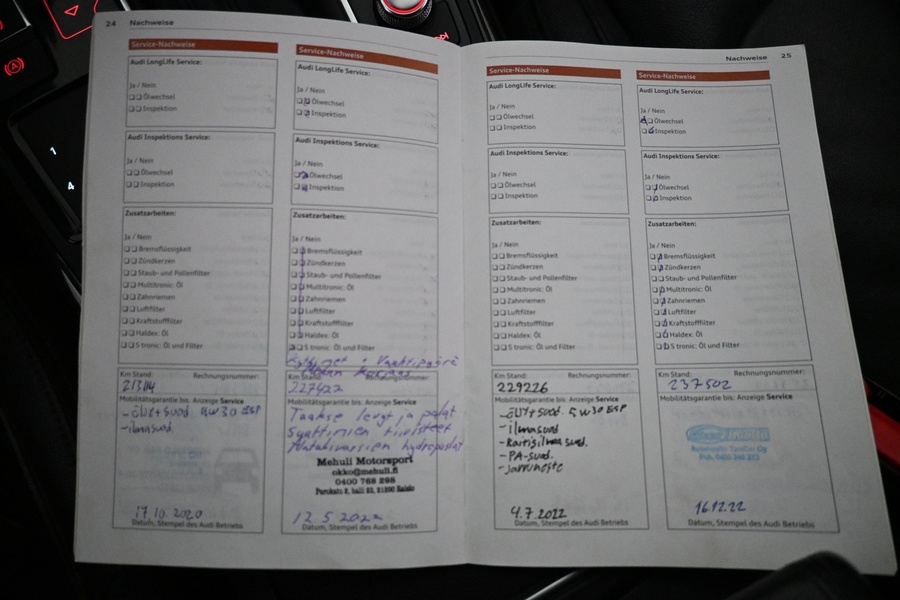 24 Nachweise
Service-Nachweise
Audi LongLife Service:
Ja / Nein
Ölwechsel
Inspektion
Audi Inspektions Service:
Ja / Nein
Ölwechsel
Inspektion
Zusatzarbeiten:
Ja / Nein
Bremsflüssigkeit
Zündkerzen
Staub- und Pollenfilter
Multitronic: Öl
Zahnriemen
Luftfilter
Kraftstofffilter
Haldex: Öl
S tronic: Öl und Filter
Km Stand: Rechnungsnummer:
Mobilitätsgarantie bis: Anzeige Service
17.10.2020
Datum, Stempel des Audi Betriebs
Service-Nachweise
Audi LongLife Service:
Ja / Nein
Ölwechsel
Inspektion
Audi Inspektions Service:
Ja / Nein
Ölwechsel
Inspektion
Zusatzarbeiten:
Ja / Nein
Bremsflüssigkeit
Zündkerzen
Staub- und Pollenfilter
Multitronic: Öl
Zahnriemen
Luftfilter
Kraftstofffilter
Haldex: Öl
S tronic: Öl und Filter
Km Stand: Rechnungsnummer:
227422
Mobilitätsgarantie bis: Anzeige Service
Mehuli Motorsport
okko@mehuli.fi
0400 768 298
12.5 2022
Datum, Stempel des Audi Betriebs
Nachweise 25
Service-Nachweise
Audi LongLife Service:
Ja / Nein
Ölwechsel
Inspektion
Audi Inspektions Service:
Ja / Nein
Ölwechsel
Inspektion
Zusatzarbeiten:
Ja / Nein
Bremsflüssigkeit
Zündkerzen
Staub- und Pollenfilter
Multitronic: Öl
Zahnriemen
Luftfilter
Kraftstofffilter
Haldex: Öl
S tronic: Öl und Filter
Km Stand: Rechnungsnummer:
229226
Mobilitätsgarantie bis: Anzeige Service
-Öljy+suod. 5W30 ESP
-ilmasuod.
-Raitisilmasuod.
-PA-suod.
-Jarruneste
4.7.2022
Datum, Stempel des Audi Betriebs
Service-Nachweise
Audi LongLife Service:
Ja / Nein
Ölwechsel
Inspektion
Audi Inspektions Service:
Ja / Nein
Ölwechsel
Inspektion
Zusatzarbeiten:
Ja / Nein
Bremsflüssigkeit
Zündkerzen
Staub- und Pollenfilter
Multitronic: Öl
Zahnriemen
Luftfilter
Kraftstofffilter
Haldex: Öl
S tronic: Öl und Filter
Km Stand: Rechnungsnummer:
237502
Mobilitätsgarantie bis: Anzeige Service
16.12.22
Datum, Stempel des Audi Betriebs
1
4